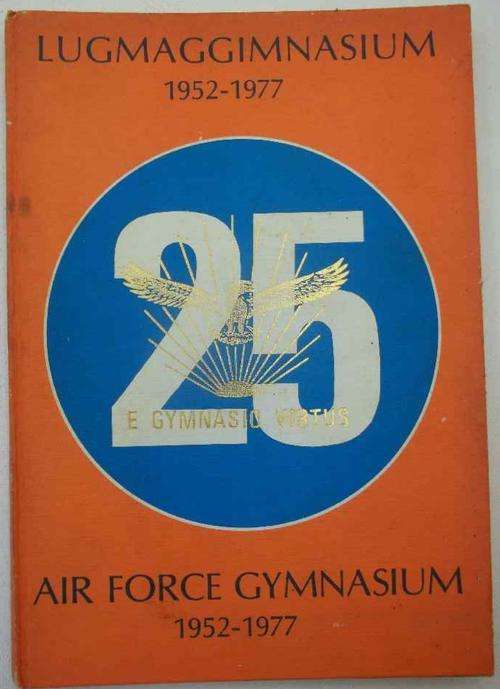 LUGMAGGIMNASIUM
1952-1977
25
E GYMNASIO VIRTUS
AIR FORCE GYMNASIUM
1952-1977